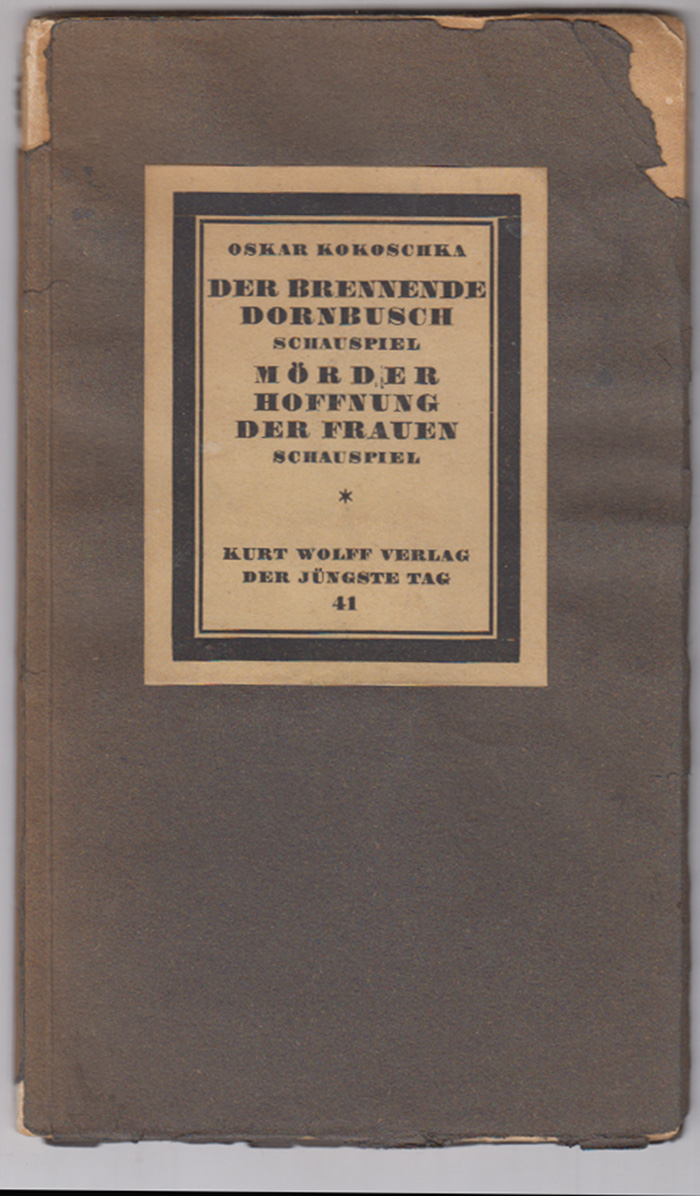 OSKAR KOKOSCHKA
DER BRENNENDE
DORNBUSCH
SCHAUSPIEL
MÖRDER
HOFFNUNG
DER FRAUEN
SCHAUSPIEL
*
KURT WOLFF VERLAG
DER JÜNGSTE TAG
41